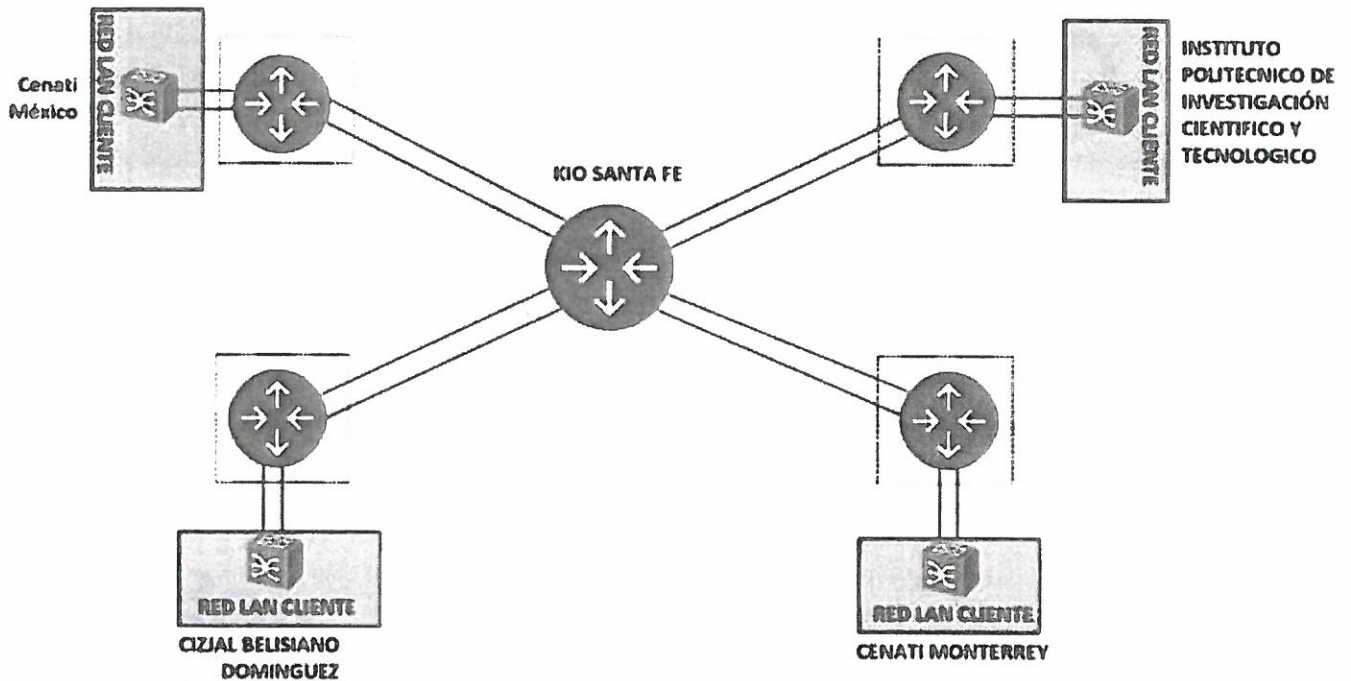 Cenati
México
RED LAN CLIENTE
RED LAN CLIENTE
INSTITUTO
POLITECNICO DE
INVESTIGACIÓN
CIENTIFICO Y
TECNOLOGICO
KIO SANTA FE
RED LAN CLIENTE
CIZJAL BELISIANO
DOMINGUEZ
RED LAN CLIENTE
CENATI MONTERREY